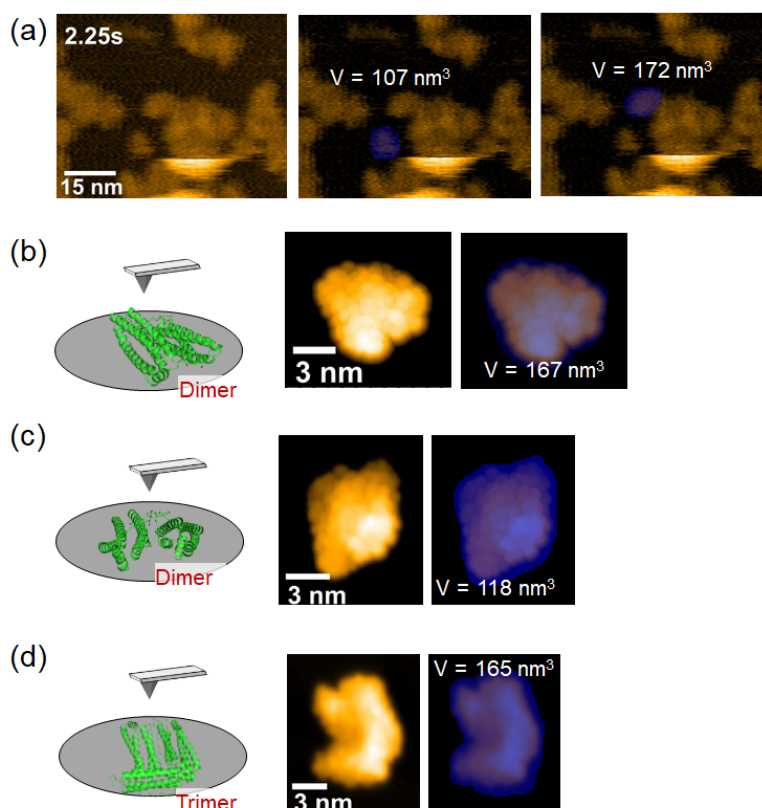 (a)
2.25s
15 nm
V = 107 nm³
V = 172 nm³
(b)
Dimer
3 nm
V = 167 nm³
(c)
Dimer
3 nm
V = 118 nm³
(d)
Trimer
3 nm
V = 165 nm³